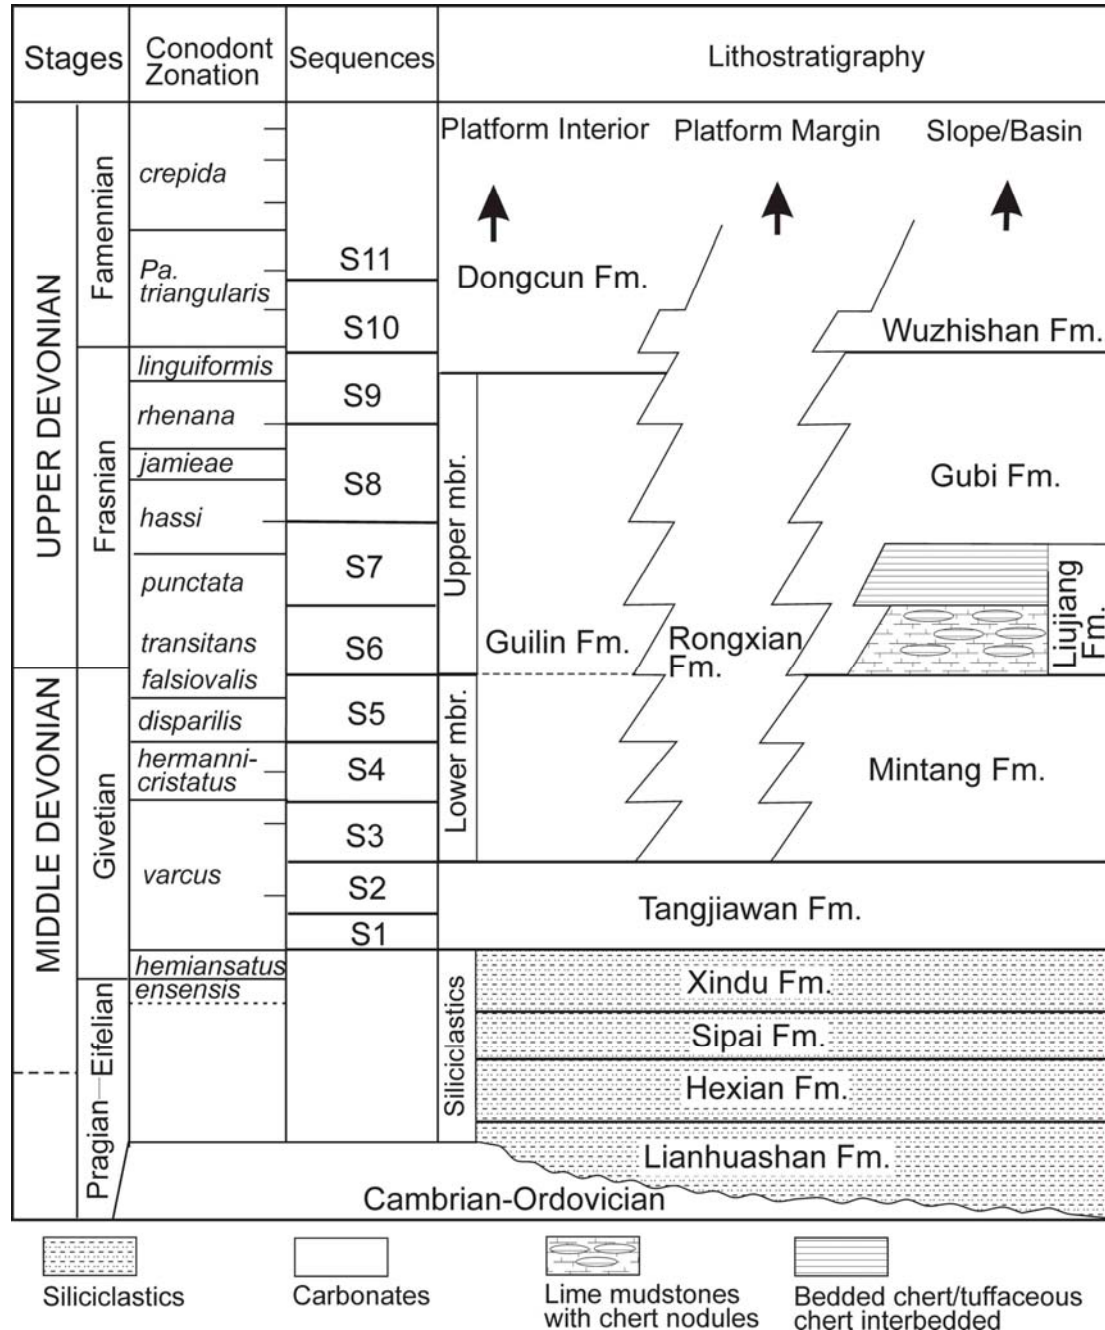 Stages
Conodont
Zonation
Sequences
Lithostratigraphy
UPPER DEVONIAN
MIDDLE DEVONIAN
Famennian
Frasnian
Givetian
Pragian—Eifelian
crepida
Pa.
triangularis
linguiformis
rhenana
jamieae
hassi
punctata
transitans
falsiovalis
disparilis
hermanni-
cristatus
varcus
hemiansatus
ensensis
S11
S10
S9
S8
S7
S6
S5
S4
S3
S2
S1
Platform Interior
Platform Margin
Slope/Basin
Dongcun Fm.
Wuzhishan Fm.
Upper mbr.
Lower mbr.
Guilin Fm.
Rongxian
Fm.
Gubi Fm.
Liujiang
Fm.
Mintang Fm.
Tangjiawan Fm.
Siliciclastics
Xindu Fm.
Sipai Fm.
Hexian Fm.
Lianhuashan Fm.
Cambrian-Ordovician
Siliciclastics
Carbonates
Lime mudstones
with chert nodules
Bedded chert/tuffaceous
chert interbedded